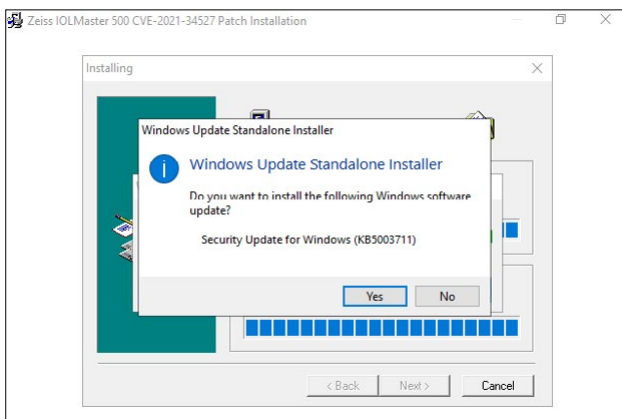 Zeiss IOLMaster 500 CVE-2021-34527 Patch Installation
Installing
Windows Update Standalone Installer
Windows Update Standalone Installer
Do you want to install the following Windows software
update?
Security Update for Windows (KB5003711)
Yes No
< Back Next > Cancel